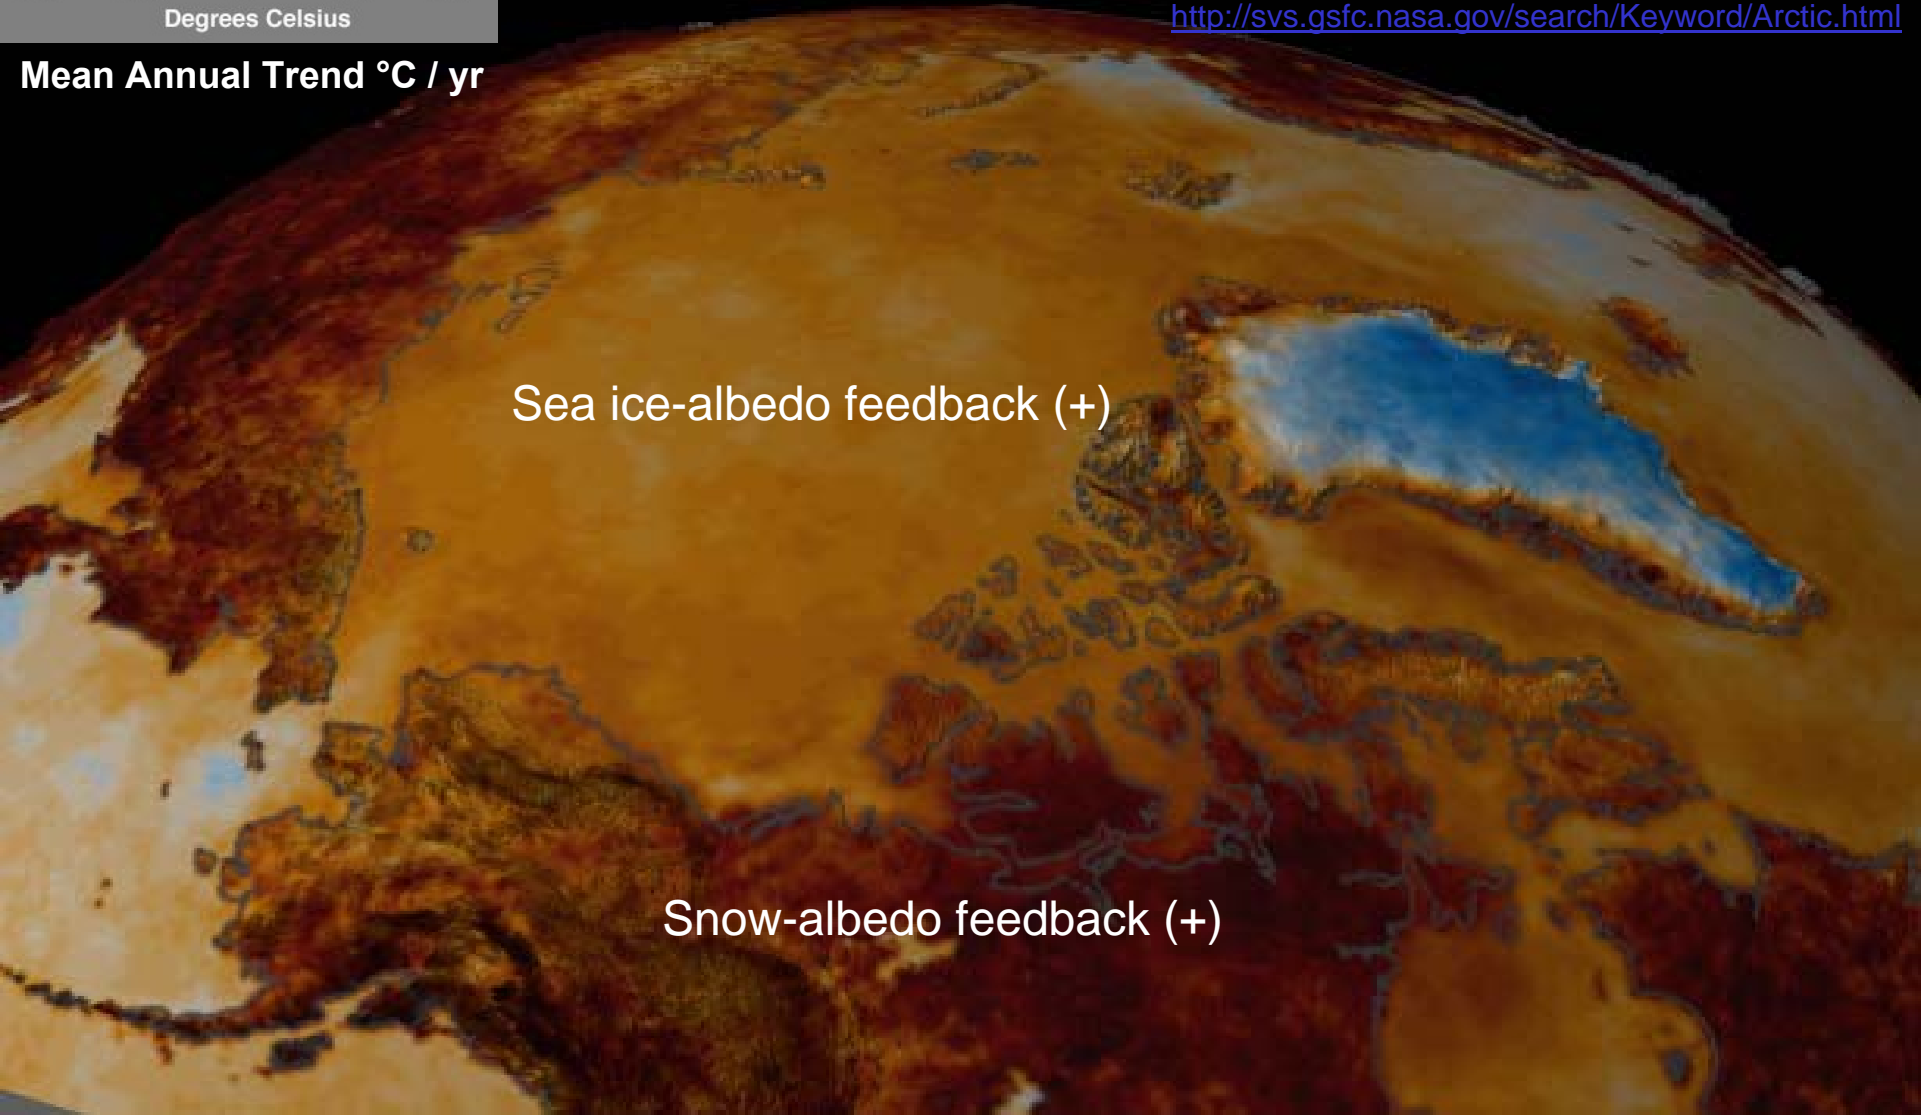 Degrees Celsius
http://svs.gsfc.nasa.gov/search/Keyword/Arctic.html
Mean Annual Trend °C / yr
Sea ice-albedo feedback (+)
Snow-albedo feedback (+)